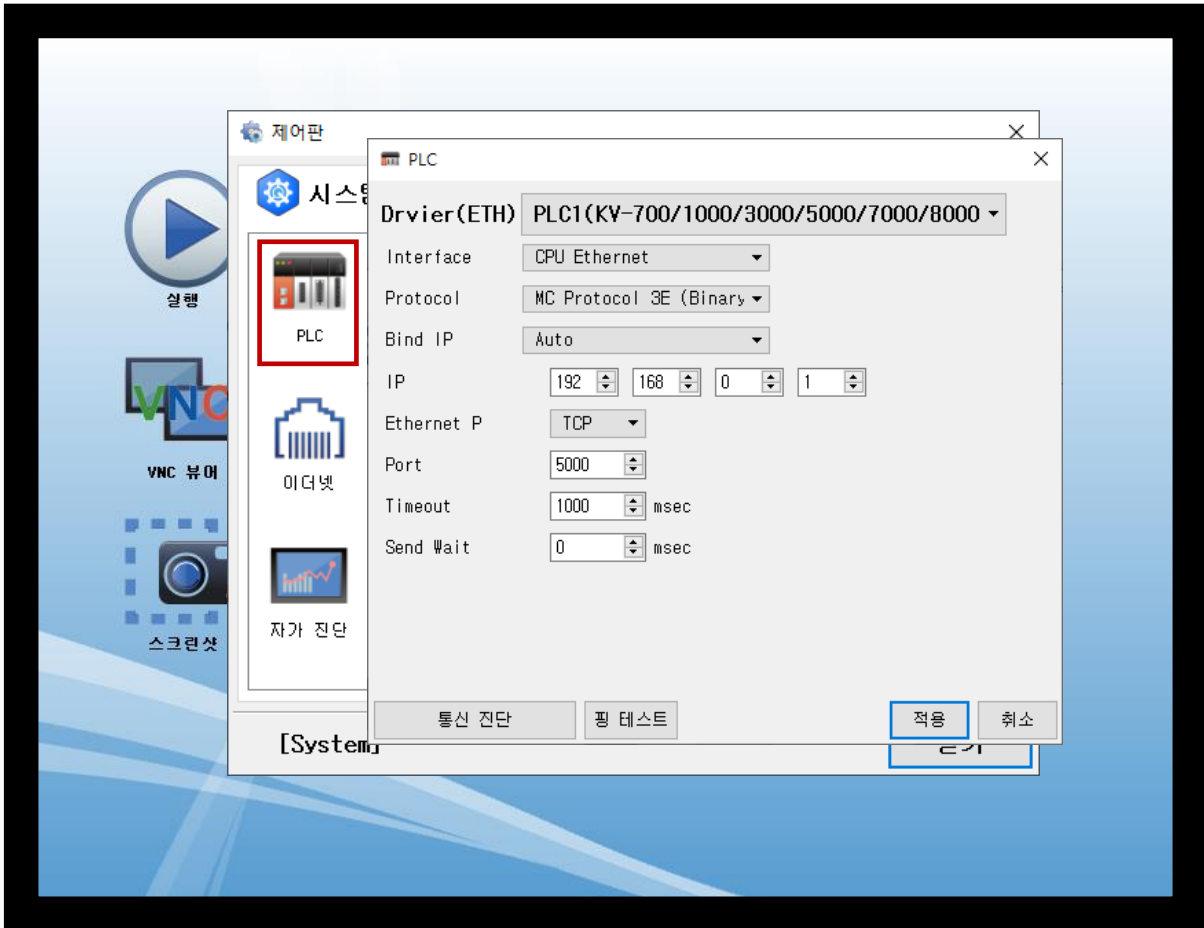 제어판
PLC
시스템
Drvier(ETH) PLC1(KV-700/1000/3000/5000/7000/8000
Interface CPU Ethernet
Protocol MC Protocol 3E (Binary
Bind IP Auto
IP 192 168 0 1
Ethernet P TCP
Port 5000
Timeout 1000 msec
Send Wait 0 msec
통신 진단 핑 테스트 적용 취소
PLC
이더넷
자가 진단
[System]
닫기
실행
VNC
VNC 뷰어
스크린샷